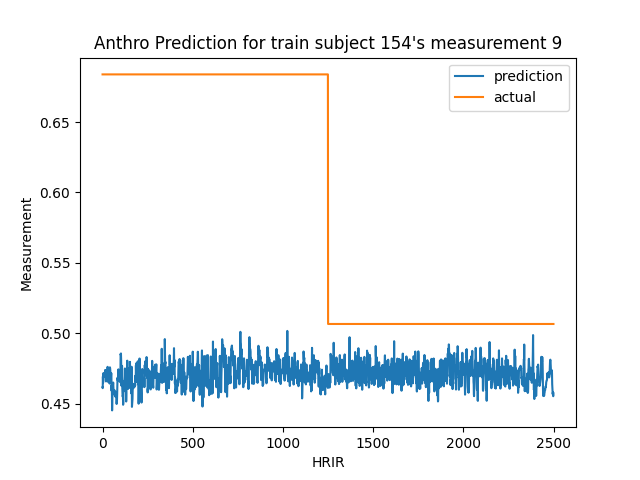 Anthro Prediction for train subject 154's measurement 9
prediction
actual
Measurement
0.65
0.60
0.55
0.50
0.45
0
500
1000
1500
2000
2500
HRIR